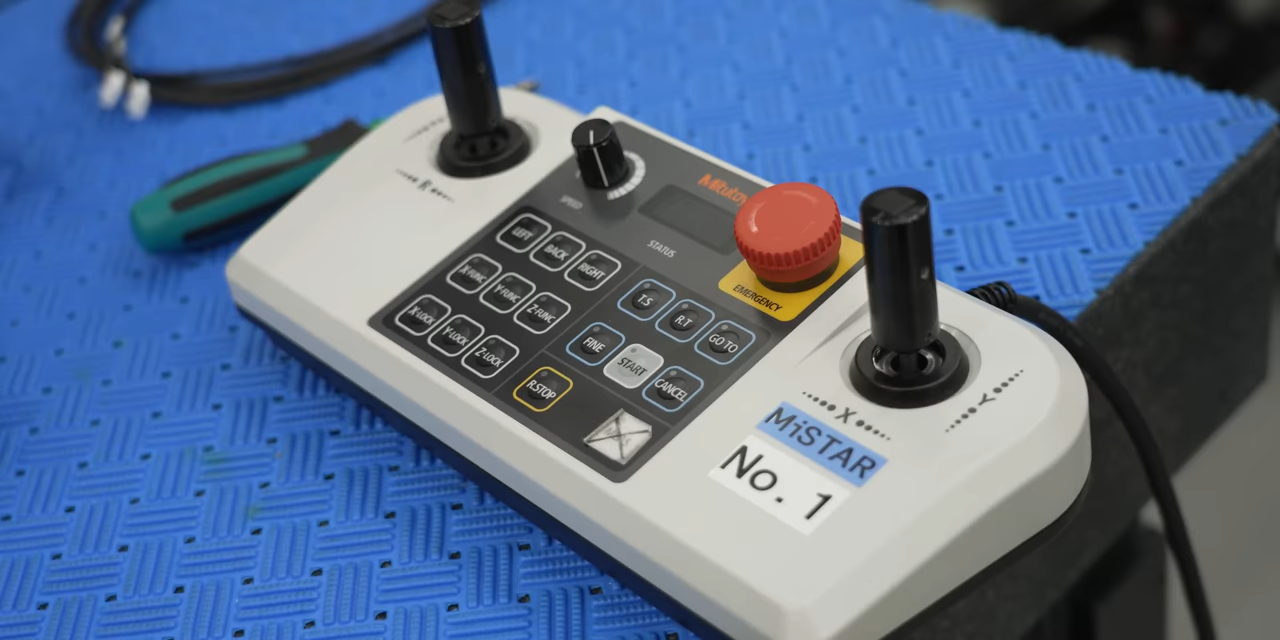 Mitutoyo
SPEED
STATUS
EMERGENCY
LEFT
BACK
RIGHT
X-FUNC
Y-FUNC
Z-FUNC
X-LOCK
Y-LOCK
Z-LOCK
T.S
R.T
GO TO
FINE
START
CANCEL
R.STOP
R
X
Y
MiSTAR
No. 1